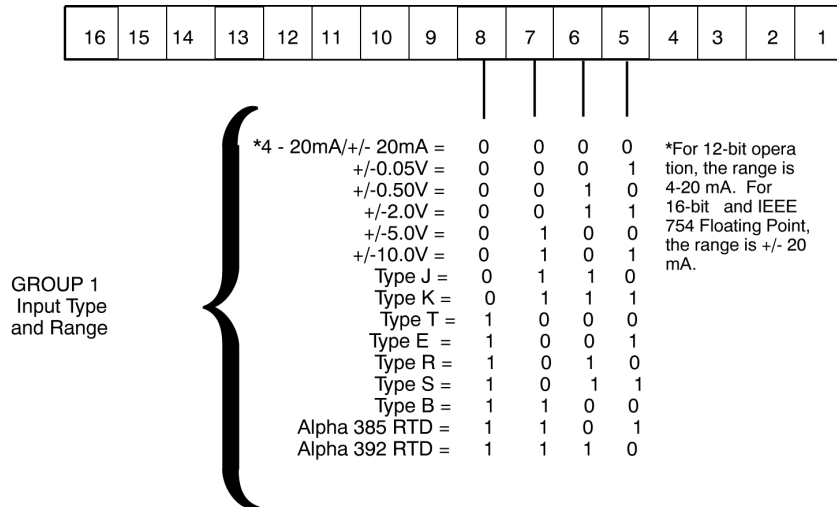 16 15 14 13 12 11 10 9 8 7 6 5 4 3 2 1
*4 - 20mA/+/- 20mA = 0 0 0 0
+/-0.05V = 0 0 0 1
+/-0.50V = 0 0 1 0
+/-2.0V = 0 0 1 1
+/-5.0V = 0 1 0 0
+/-10.0V = 0 1 0 1
Type J = 0 1 1 0
Type K = 0 1 1 1
Type T = 1 0 0 0
Type E = 1 0 0 1
Type R = 1 0 1 0
Type S = 1 0 1 1
Type B = 1 1 0 0
Alpha 385 RTD = 1 1 0 1
Alpha 392 RTD = 1 1 1 0
*For 12-bit opera
tion, the range is
4-20 mA. For
16-bit and IEEE
754 Floating Point,
the range is +/- 20
mA.
GROUP 1
Input Type
and Range